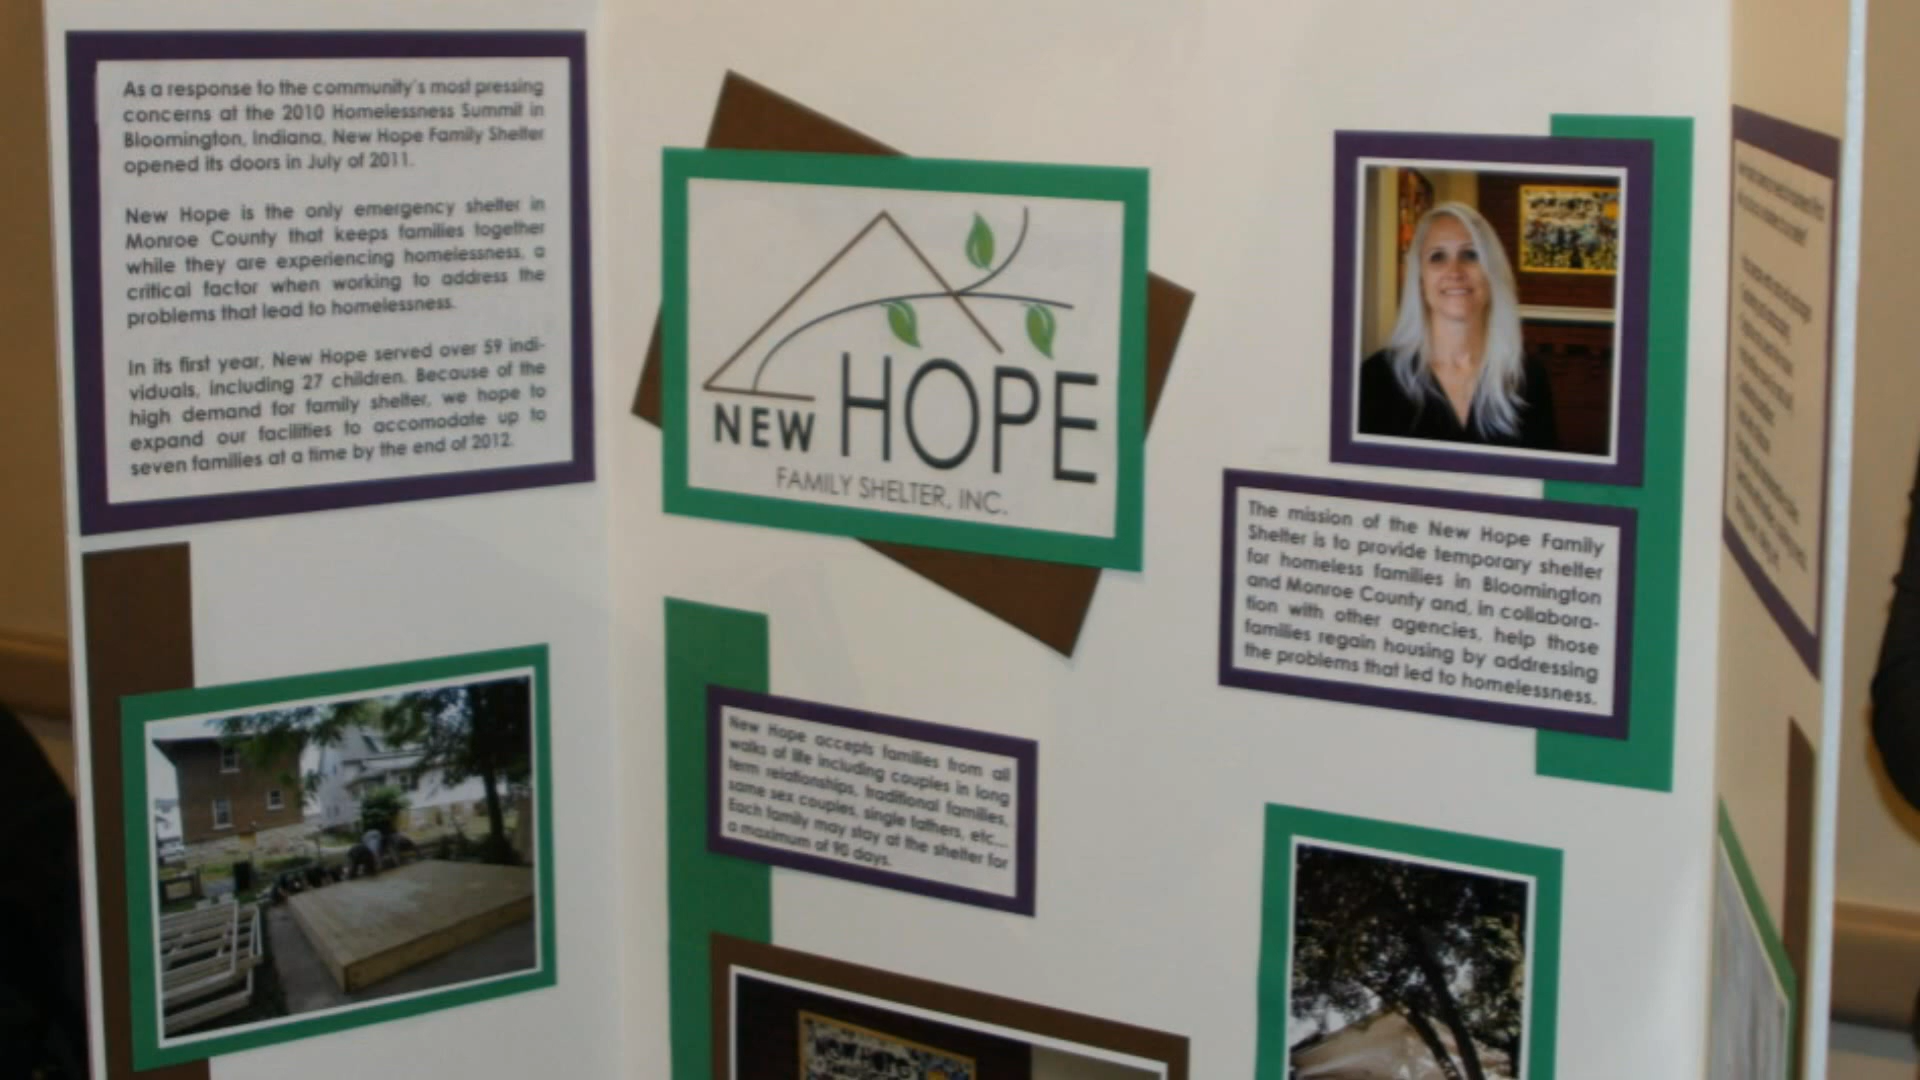 As a response to the community's most pressing
concerns at the 2010 Homelessness Summit in
Bloomington, Indiana, New Hope Family Shelter
opened its doors in July of 2011.
New Hope is the only emergency shelter in
Monroe County that keeps families together
while they are experiencing homelessness, a
critical factor when working to address the
problems that lead to homelessness.
In its first year, New Hope served over 59 indi-
viduals, including 27 children. Because of the
high demand for family shelter, we hope to
expand our facilities to accomodate up to
seven families at a time by the end of 2012.
NEW HOPE
FAMILY SHELTER, INC.
New Hope accepts families from all
walks of life including couples in long
term relationships, traditional families,
same sex couples, single fathers, etc...
Each family may stay at the shelter for
a maximum of 90 days.
NEW HOPE
The mission of the New Hope Family
Shelter is to provide temporary shelter
for homeless families in Bloomington
and Monroe County and, in collabora-
tion with other agencies, help those
families regain housing by addressing
the problems that led to homelessness.